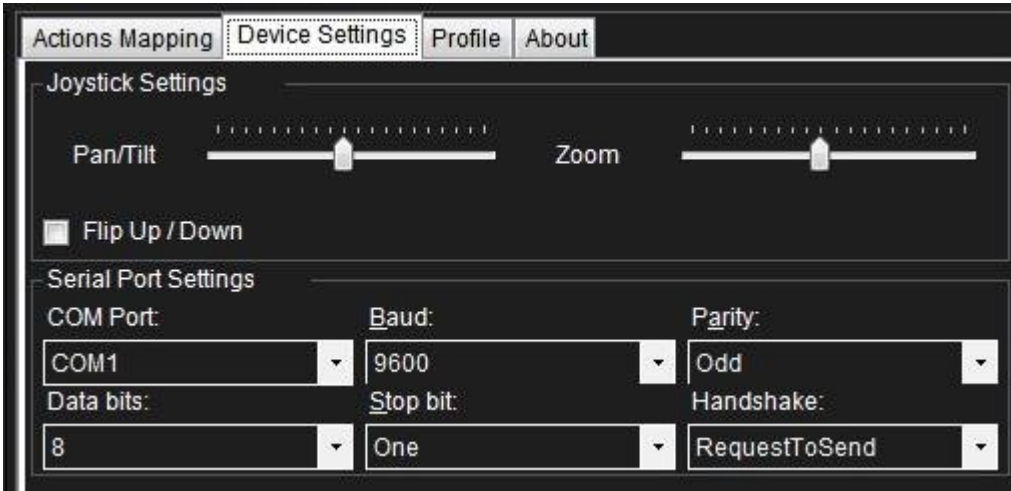 Actions Mapping Device Settings Profile About
Joystick Settings
Pan/Tilt Zoom
Flip Up / Down
Serial Port Settings
COM Port: Baud: Parity:
COM1 9600 Odd
Data bits: Stop bit: Handshake:
8 One RequestToSend